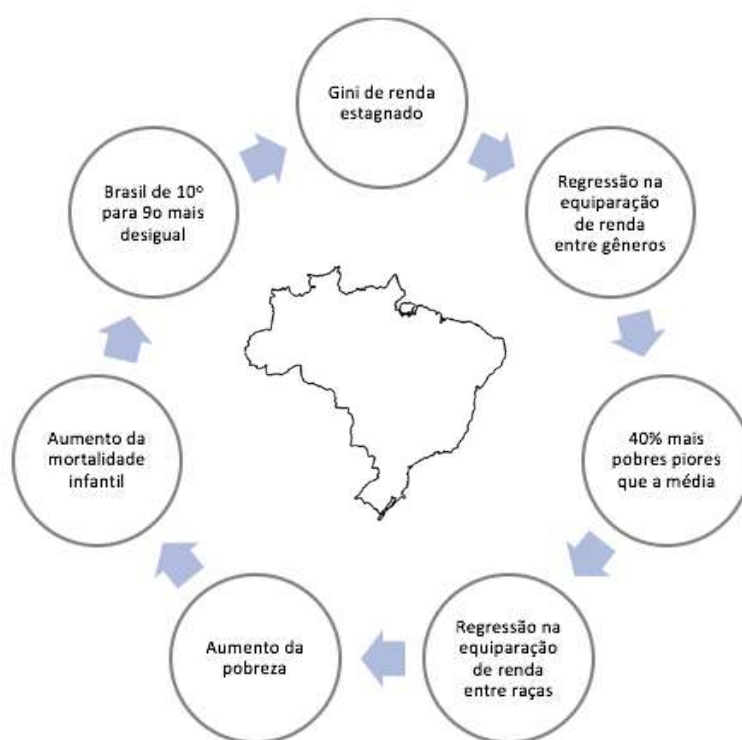 Gini de renda
estagnado
Regressão na
equiparação
de renda
entre gêneros
40% mais
pobres piores
que a média
Regressão na
equiparação
de renda
entre raças
Aumento da
pobreza
Aumento da
mortalidade
infantil
Brasil de 10º
para 9o mais
desigual